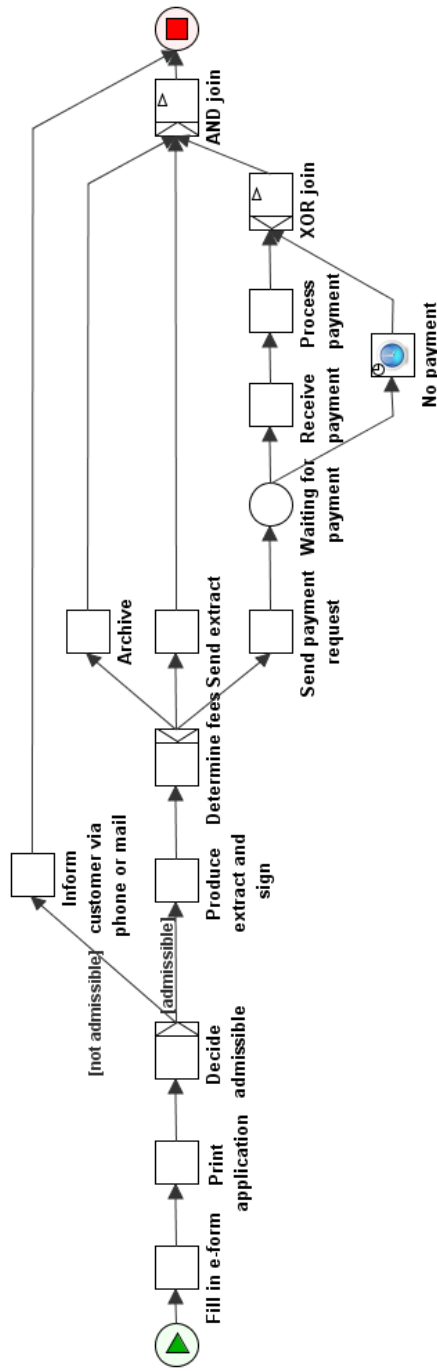 Fill in e-form
Print
application
Decide
admissible
[not admissible]
[admissible]
Inform
customer via
phone or mail
Produce
extract and
sign
Determine fees
Archive
Send extract
Send payment
request
Waiting for
payment
Receive
payment
Process
payment
No payment
XOR join
AND join